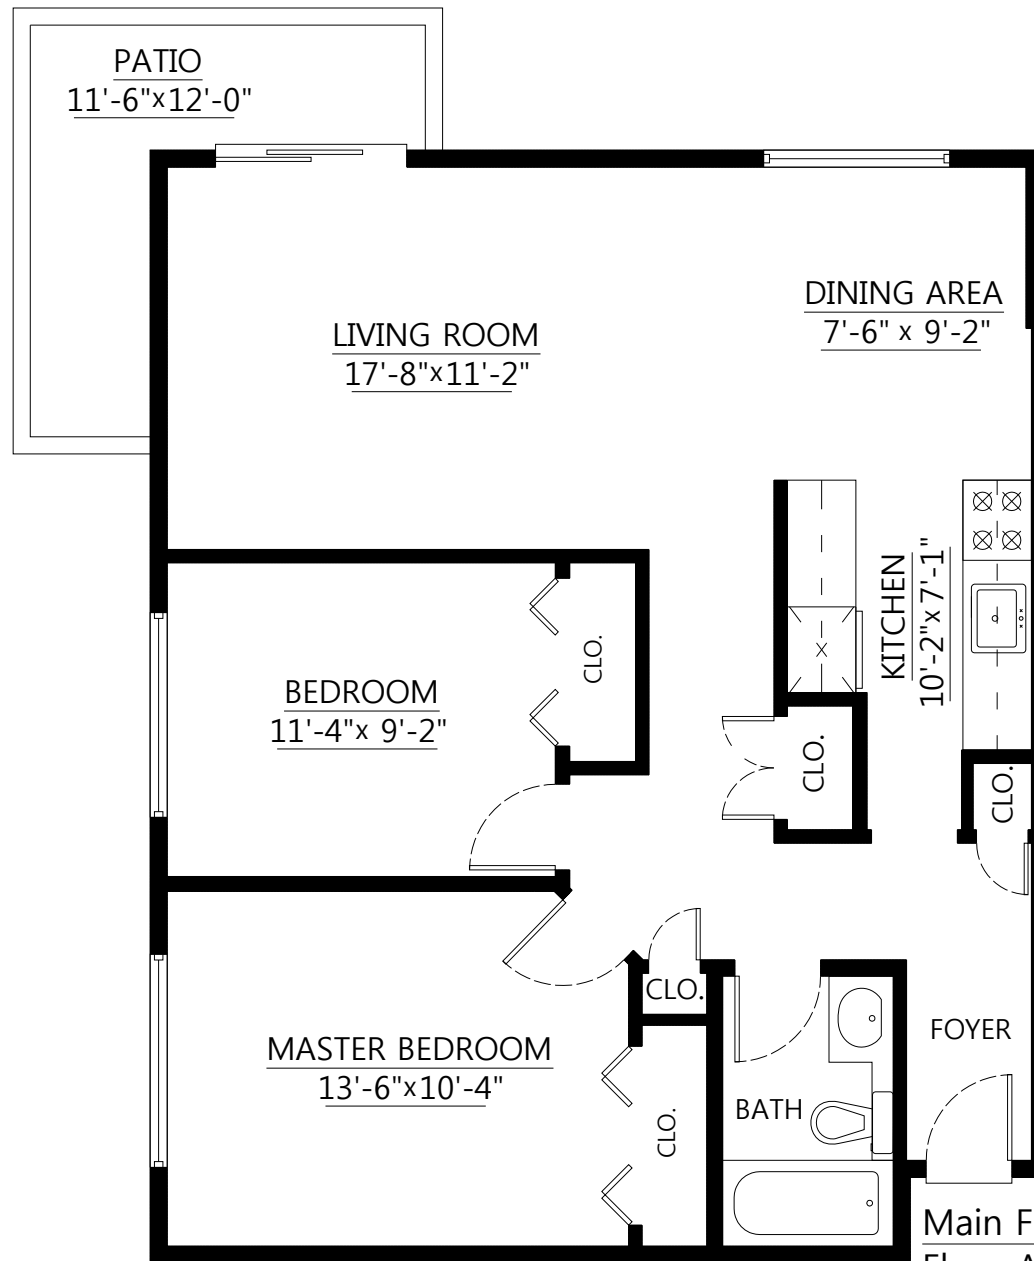 PATIO
11'-6"x12'-0"
DINING AREA
7'-6" x 9'-2"
LIVING ROOM
17'-8"x11'-2"
KITCHEN
10'-2"x 7'-1"
CLO.
BEDROOM
11'-4"x 9'-2"
CLO.
CLO.
CLO.
FOYER
MASTER BEDROOM
13'-6"x10'-4"
BATH
CLO.
Main F